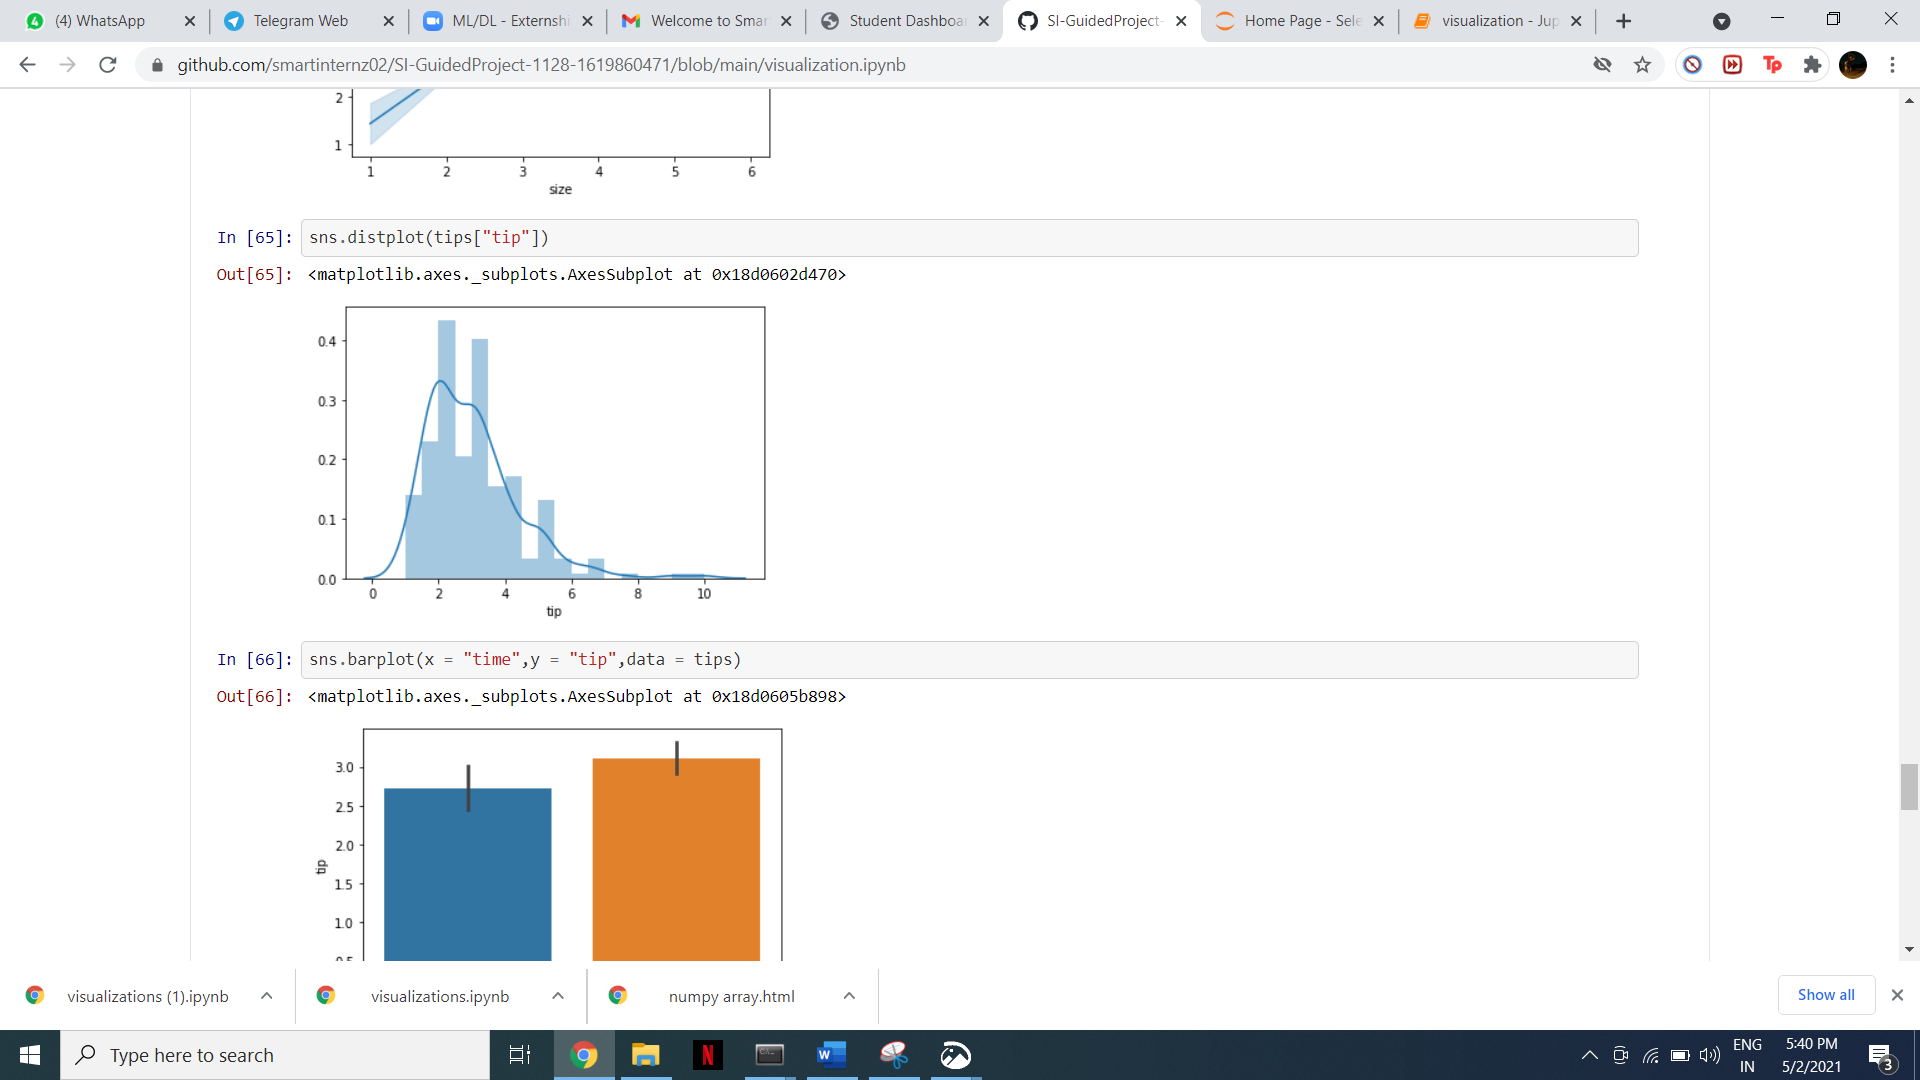 (4) WhatsApp
Telegram Web
ML/DL - Externshi
Welcome to Smar
Student Dashboar
SI-GuidedProject-
Home Page - Sele
visualization - Jup
github.com/smartinternz02/SI-GuidedProject-1128-1619860471/blob/main/visualization.ipynb
Tp
2
1
1 2 3 4 5 6
size
In [65]: sns.distplot(tips["tip"])
Out[65]: <matplotlib.axes._subplots.AxesSubplot at 0x18d0602d470>
0.4
0.3
0.2
0.1
0.0
0 2 4 6 8 10
tip
In [66]: sns.barplot(x = "time",y = "tip",data = tips)
Out[66]: <matplotlib.axes._subplots.AxesSubplot at 0x18d0605b898>
3.0
2.5
2.0
tip
1.5
1.0
0.5
visualizations (1).ipynb
visualizations.ipynb
numpy array.html
Show all
Type here to search
ENG
IN
5:40 PM
5/2/2021
3